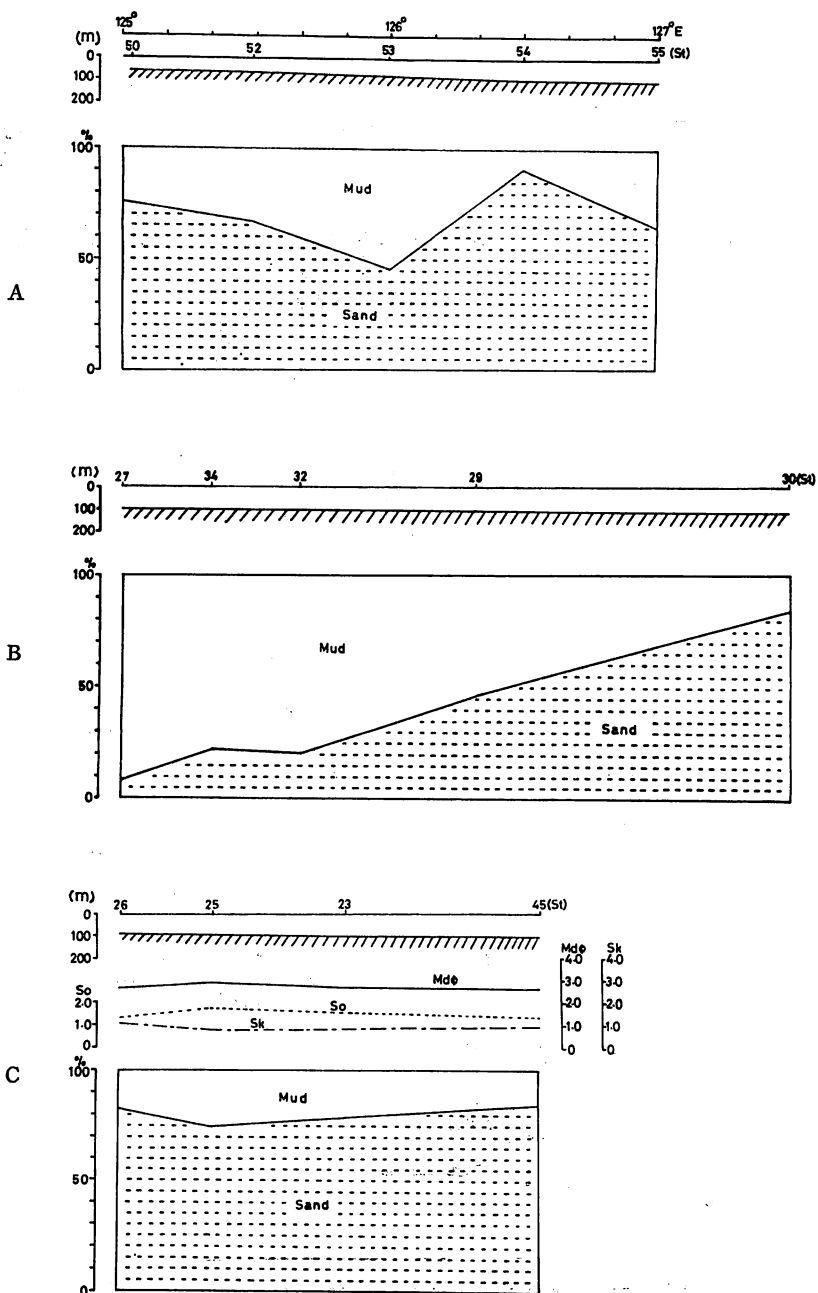 125° 126° 127°E
(m) 50 52 53 54 55 (St)
0
100
200
%
100
Mud
50
A
Sand
0
(m) 27 34 32 29 30(St)
0
100
200
%
100
B
Mud
50
Sand
0
(m) 26 25 23 45(St)
0
100
200
Mdφ Sk
4.0 4.0
So Mdφ 3.0 3.0
2.0 So 2.0 2.0
1.0 Sk 1.0 1.0
0 0 0
%
100
C
Mud
50
Sand
0